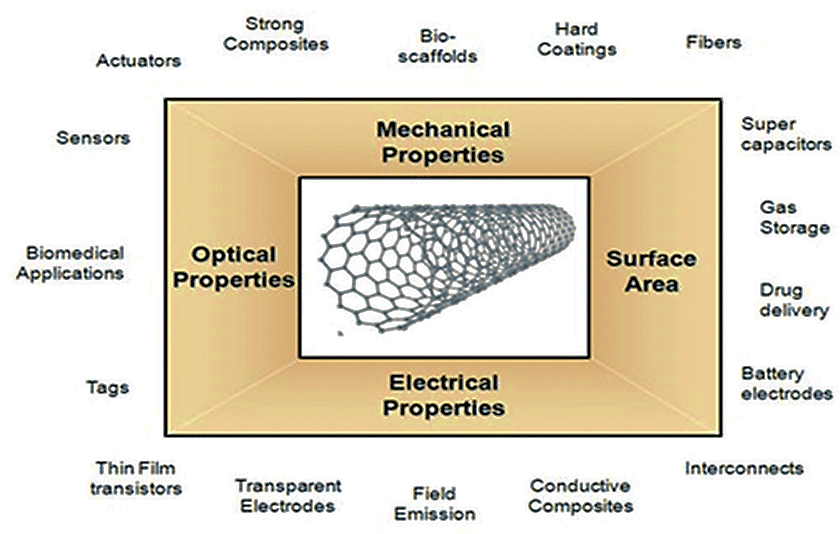 Actuators
Strong
Composites
Bio-
scaffolds
Hard
Coatings
Fibers
Sensors
Biomedical
Applications
Tags
Mechanical
Properties
Optical
Properties
Surface
Area
Electrical
Properties
Super
capacitors
Gas
Storage
Drug
delivery
Battery
electrodes
Thin Film
transistors
Transparent
Electrodes
Field
Emission
Conductive
Composites
Interconnects